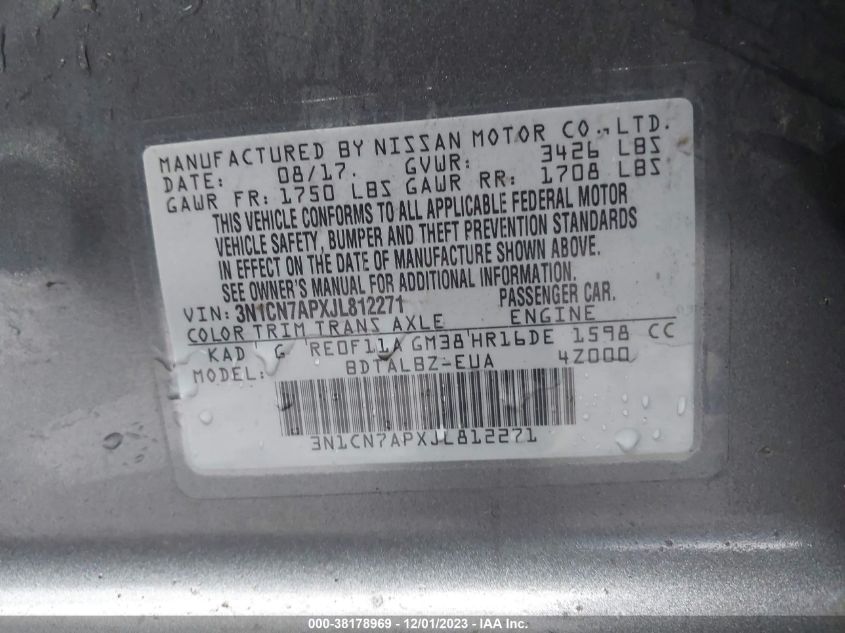 MANUFACTURED BY NISSAN MOTOR CO., LTD.
DATE: 08/17. GVWR: 3426 LBS
GAWR FR: 1750 LBS GAWR RR: 1708 LBS
THIS VEHICLE CONFORMS TO ALL APPLICABLE FEDERAL MOTOR
VEHICLE SAFETY, BUMPER AND THEFT PREVENTION STANDARDS
IN EFFECT ON THE DATE OF MANUFACTURE SHOWN ABOVE.
SEE OWNER'S MANUAL FOR ADDITIONAL INFORMATION.
VIN: 3N1CN7APXJL812271 PASSENGER CAR.
COLOR TRIM TRANS AXLE ENGINE
KAD G RE0F11A GM38 HR16DE 1598 CC
MODEL: BDTALBZ-EUA 4Z000
3N1CN7APXJL812271
000-38178969 - 12/01/2023 - IAA Inc.